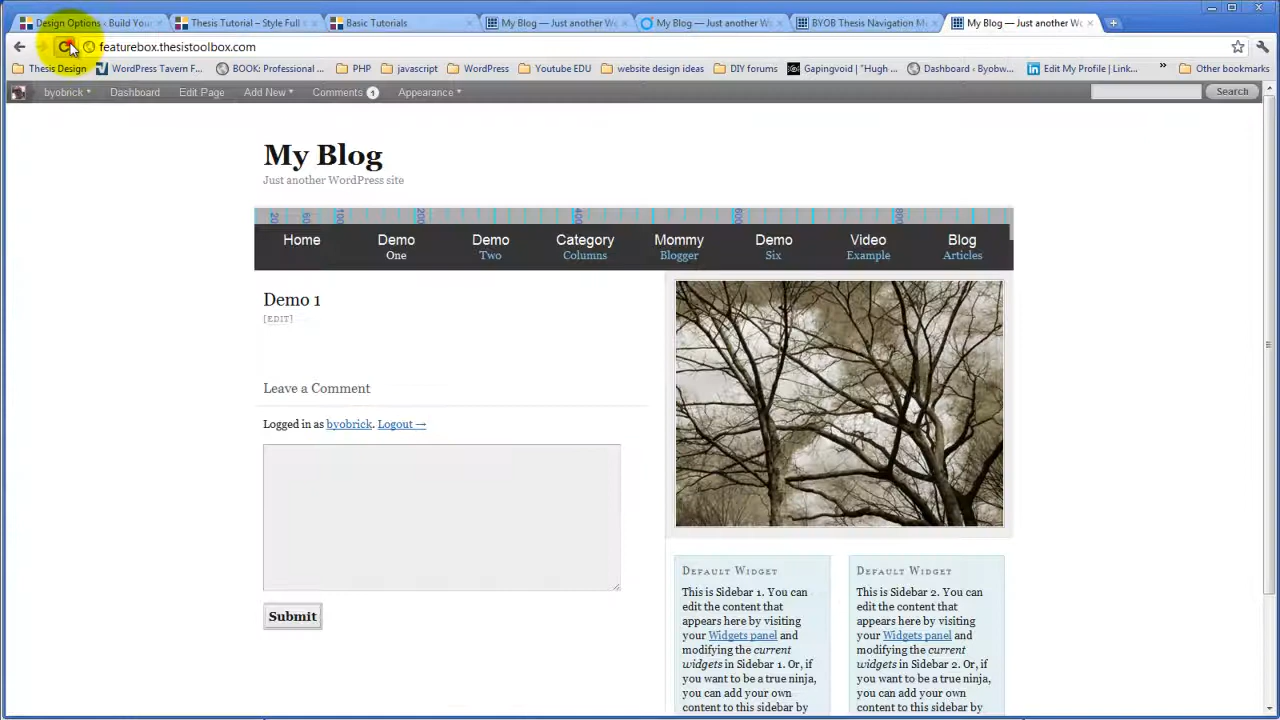 Design Options ‹ Build Your
Thesis Tutorial – Style Full
Basic Tutorials
My Blog — Just another W
My Blog — Just another Wo
BYOB Thesis Navigation M
My Blog — Just another Wo
featurebox.thesistoolbox.com
Thesis Design
WordPress Tavern F...
BOOK: Professional ...
PHP
javascript
WordPress
Youtube EDU
website design ideas
DIY forums
Gapingvoid | "Hugh ...
Dashboard ‹ Byobw...
Edit My Profile | Link...
»
Other bookmarks
byobrick
Dashboard
Edit Page
Add New
Comments 1
Appearance
Search
My Blog
Just another WordPress site
20 60 100 200 400 600 800
Home Demo Demo Category Mommy Demo Video Blog
One Two Columns Blogger Six Example Articles
Demo 1
[EDIT]
Leave a Comment
Logged in as byobrick. Logout →
Submit
DEFAULT WIDGET
This is Sidebar 1. You can
edit the content that
appears here by visiting
your Widgets panel and
modifying the current
widgets in Sidebar 1. Or, if
you want to be a true ninja,
you can add your own
content to this sidebar by
DEFAULT WIDGET
This is Sidebar 2. You can
edit the content that
appears here by visiting
your Widgets panel and
modifying the current
widgets in Sidebar 2. Or, if
you want to be a true ninja,
you can add your own
content to this sidebar by